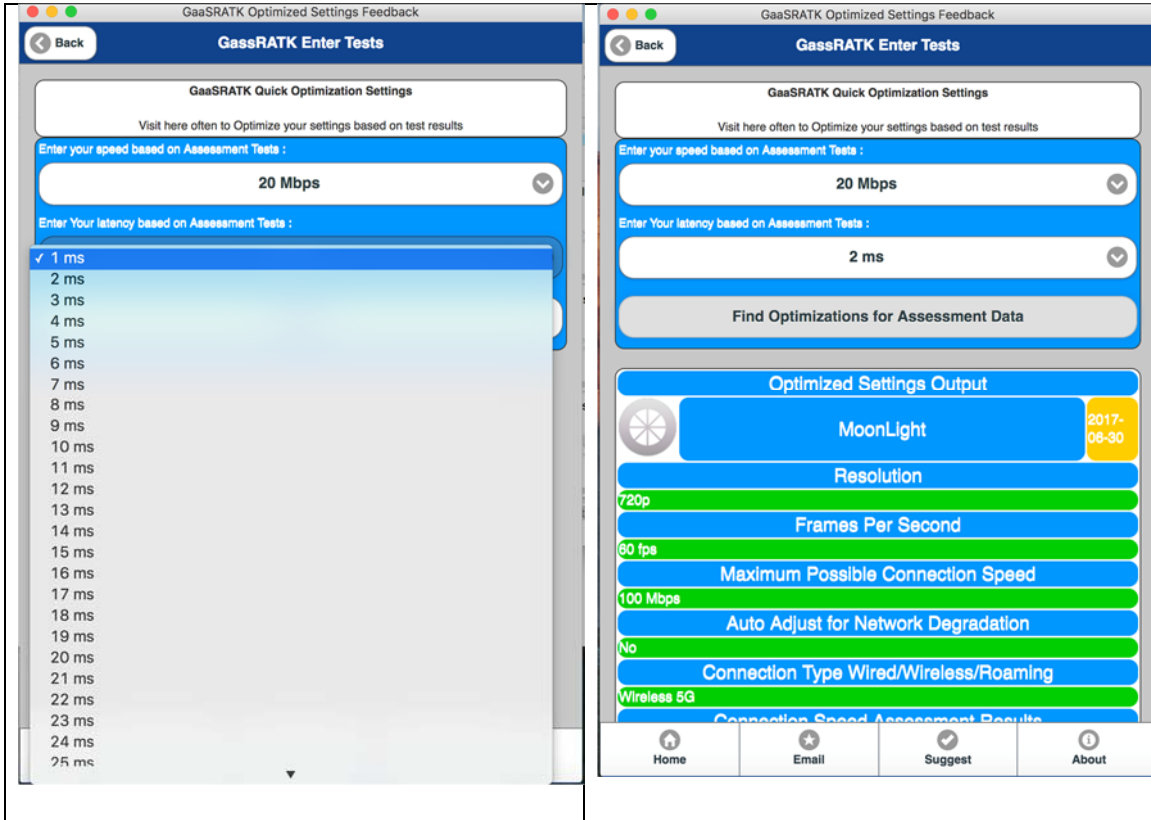 GaaSRATK Optimized Settings Feedback
Back
GassRATK Enter Tests
GaaSRATK Quick Optimization Settings
Visit here often to Optimize your settings based on test results
Enter your speed based on Assessment Tests :
20 Mbps
Enter Your latency based on Assessment Tests :
✓ 1 ms
2 ms
3 ms
4 ms
5 ms
6 ms
7 ms
8 ms
9 ms
10 ms
11 ms
12 ms
13 ms
14 ms
15 ms
16 ms
17 ms
18 ms
19 ms
20 ms
21 ms
22 ms
23 ms
24 ms
25 ms
GaaSRATK Optimized Settings Feedback
Back
GassRATK Enter Tests
GaaSRATK Quick Optimization Settings
Visit here often to Optimize your settings based on test results
Enter your speed based on Assessment Tests :
20 Mbps
Enter Your latency based on Assessment Tests :
2 ms
Find Optimizations for Assessment Data
Optimized Settings Output
MoonLight
2017-
06-30
Resolution
720p
Frames Per Second
60 fps
Maximum Possible Connection Speed
100 Mbps
Auto Adjust for Network Degradation
No
Connection Type Wired/Wireless/Roaming
Wireless 5G
Connection Speed Assessment Results
Home
Email
Suggest
About